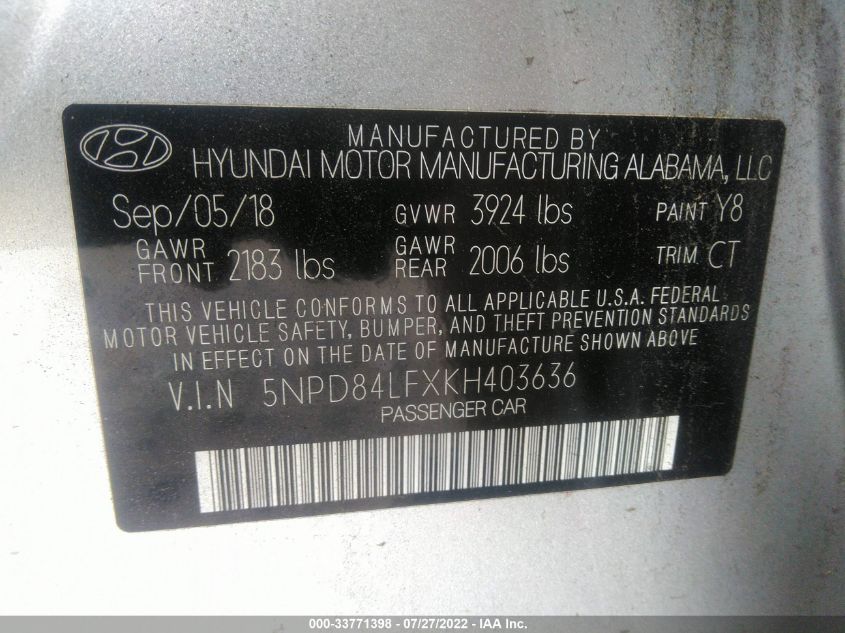 MANUFACTURED BY
HYUNDAI MOTOR MANUFACTURING ALABAMA, LLC
Sep/05/18 GVWR 3924 lbs PAINT Y8
GAWR FRONT 2183 lbs GAWR REAR 2006 lbs TRIM CT
THIS VEHICLE CONFORMS TO ALL APPLICABLE U.S.A. FEDERAL
MOTOR VEHICLE SAFETY, BUMPER, AND THEFT PREVENTION STANDARDS
IN EFFECT ON THE DATE OF MANUFACTURE SHOWN ABOVE
V.I.N 5NPD84LFXKH403636
PASSENGER CAR
000-33771398 - 07/27/2022 - IAA Inc.